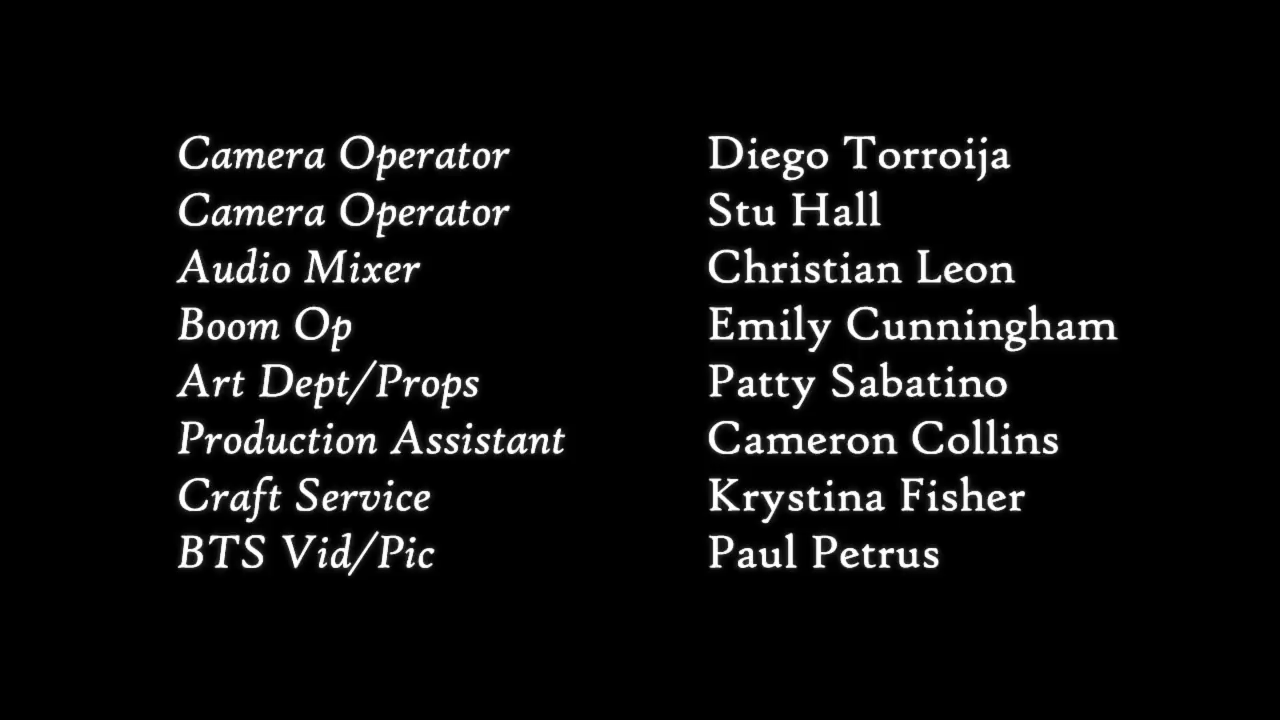 Camera Operator Diego Torroija
Camera Operator Stu Hall
Audio Mixer Christian Leon
Boom Op Emily Cunningham
Art Dept/Props Patty Sabatino
Production Assistant Cameron Collins
Craft Service Krystina Fisher
BTS Vid/Pic Paul Petrus